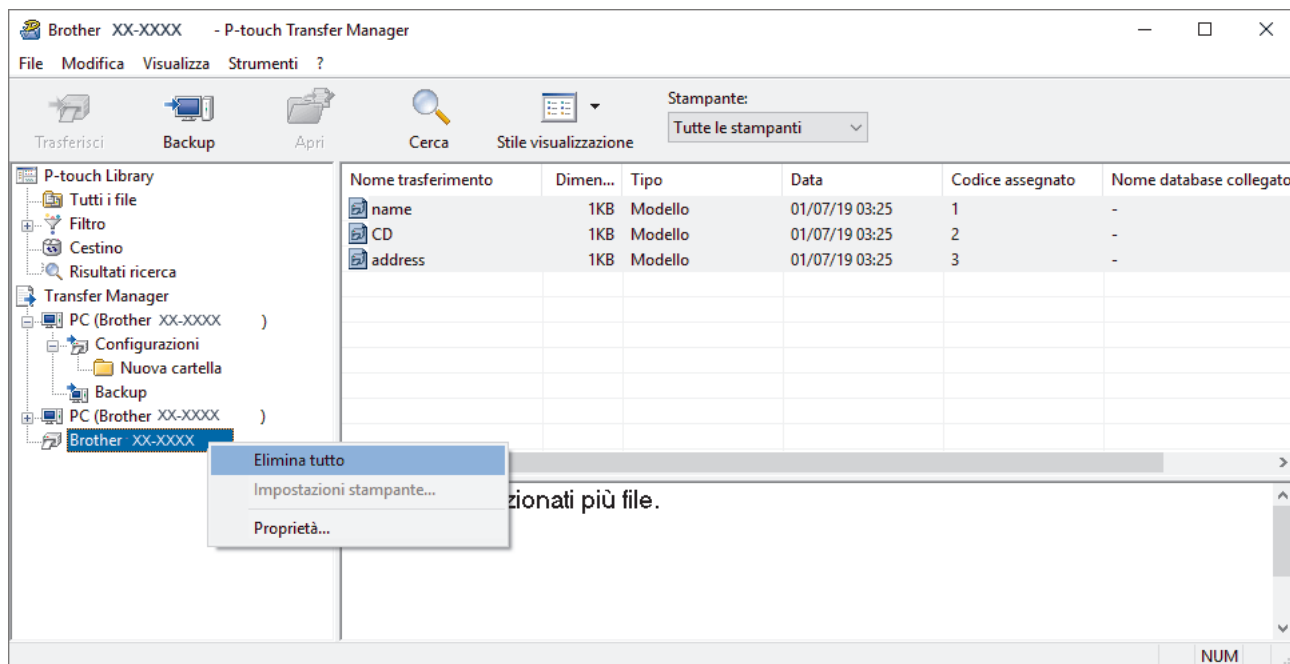 Brother XX-XXXX - P-touch Transfer Manager
File Modifica Visualizza Strumenti ?
Trasferisci Backup Apri Cerca Stile visualizzazione
Stampante:
Tutte le stampanti
P-touch Library
Tutti i file
Filtro
Cestino
Risultati ricerca
Transfer Manager
PC (Brother XX-XXXX )
Configurazioni
Nuova cartella
Backup
PC (Brother XX-XXXX )
Brother XX-XXXX
Nome trasferimento Dimen... Tipo Data Codice assegnato Nome database collegato
name 1KB Modello 01/07/19 03:25 1 -
CD 1KB Modello 01/07/19 03:25 2 -
address 1KB Modello 01/07/19 03:25 3 -
Elimina tutto
Impostazioni stampante...
Proprietà...
zionati più file.
NUM